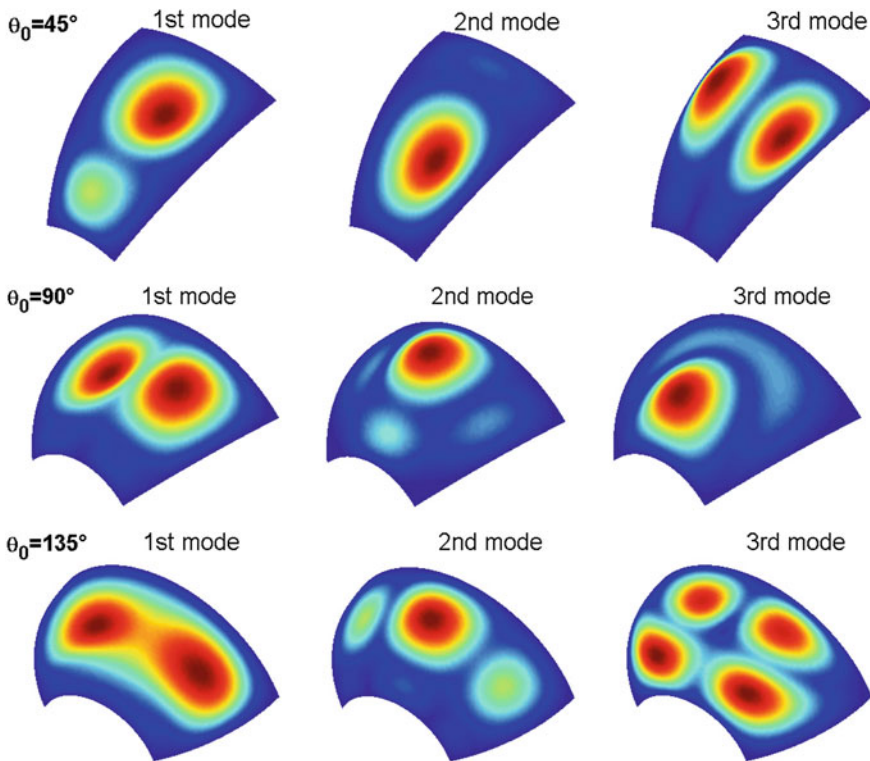 θ₀=45° 1st mode 2nd mode 3rd mode
θ₀=90° 1st mode 2nd mode 3rd mode
θ₀=135° 1st mode 2nd mode 3rd mode